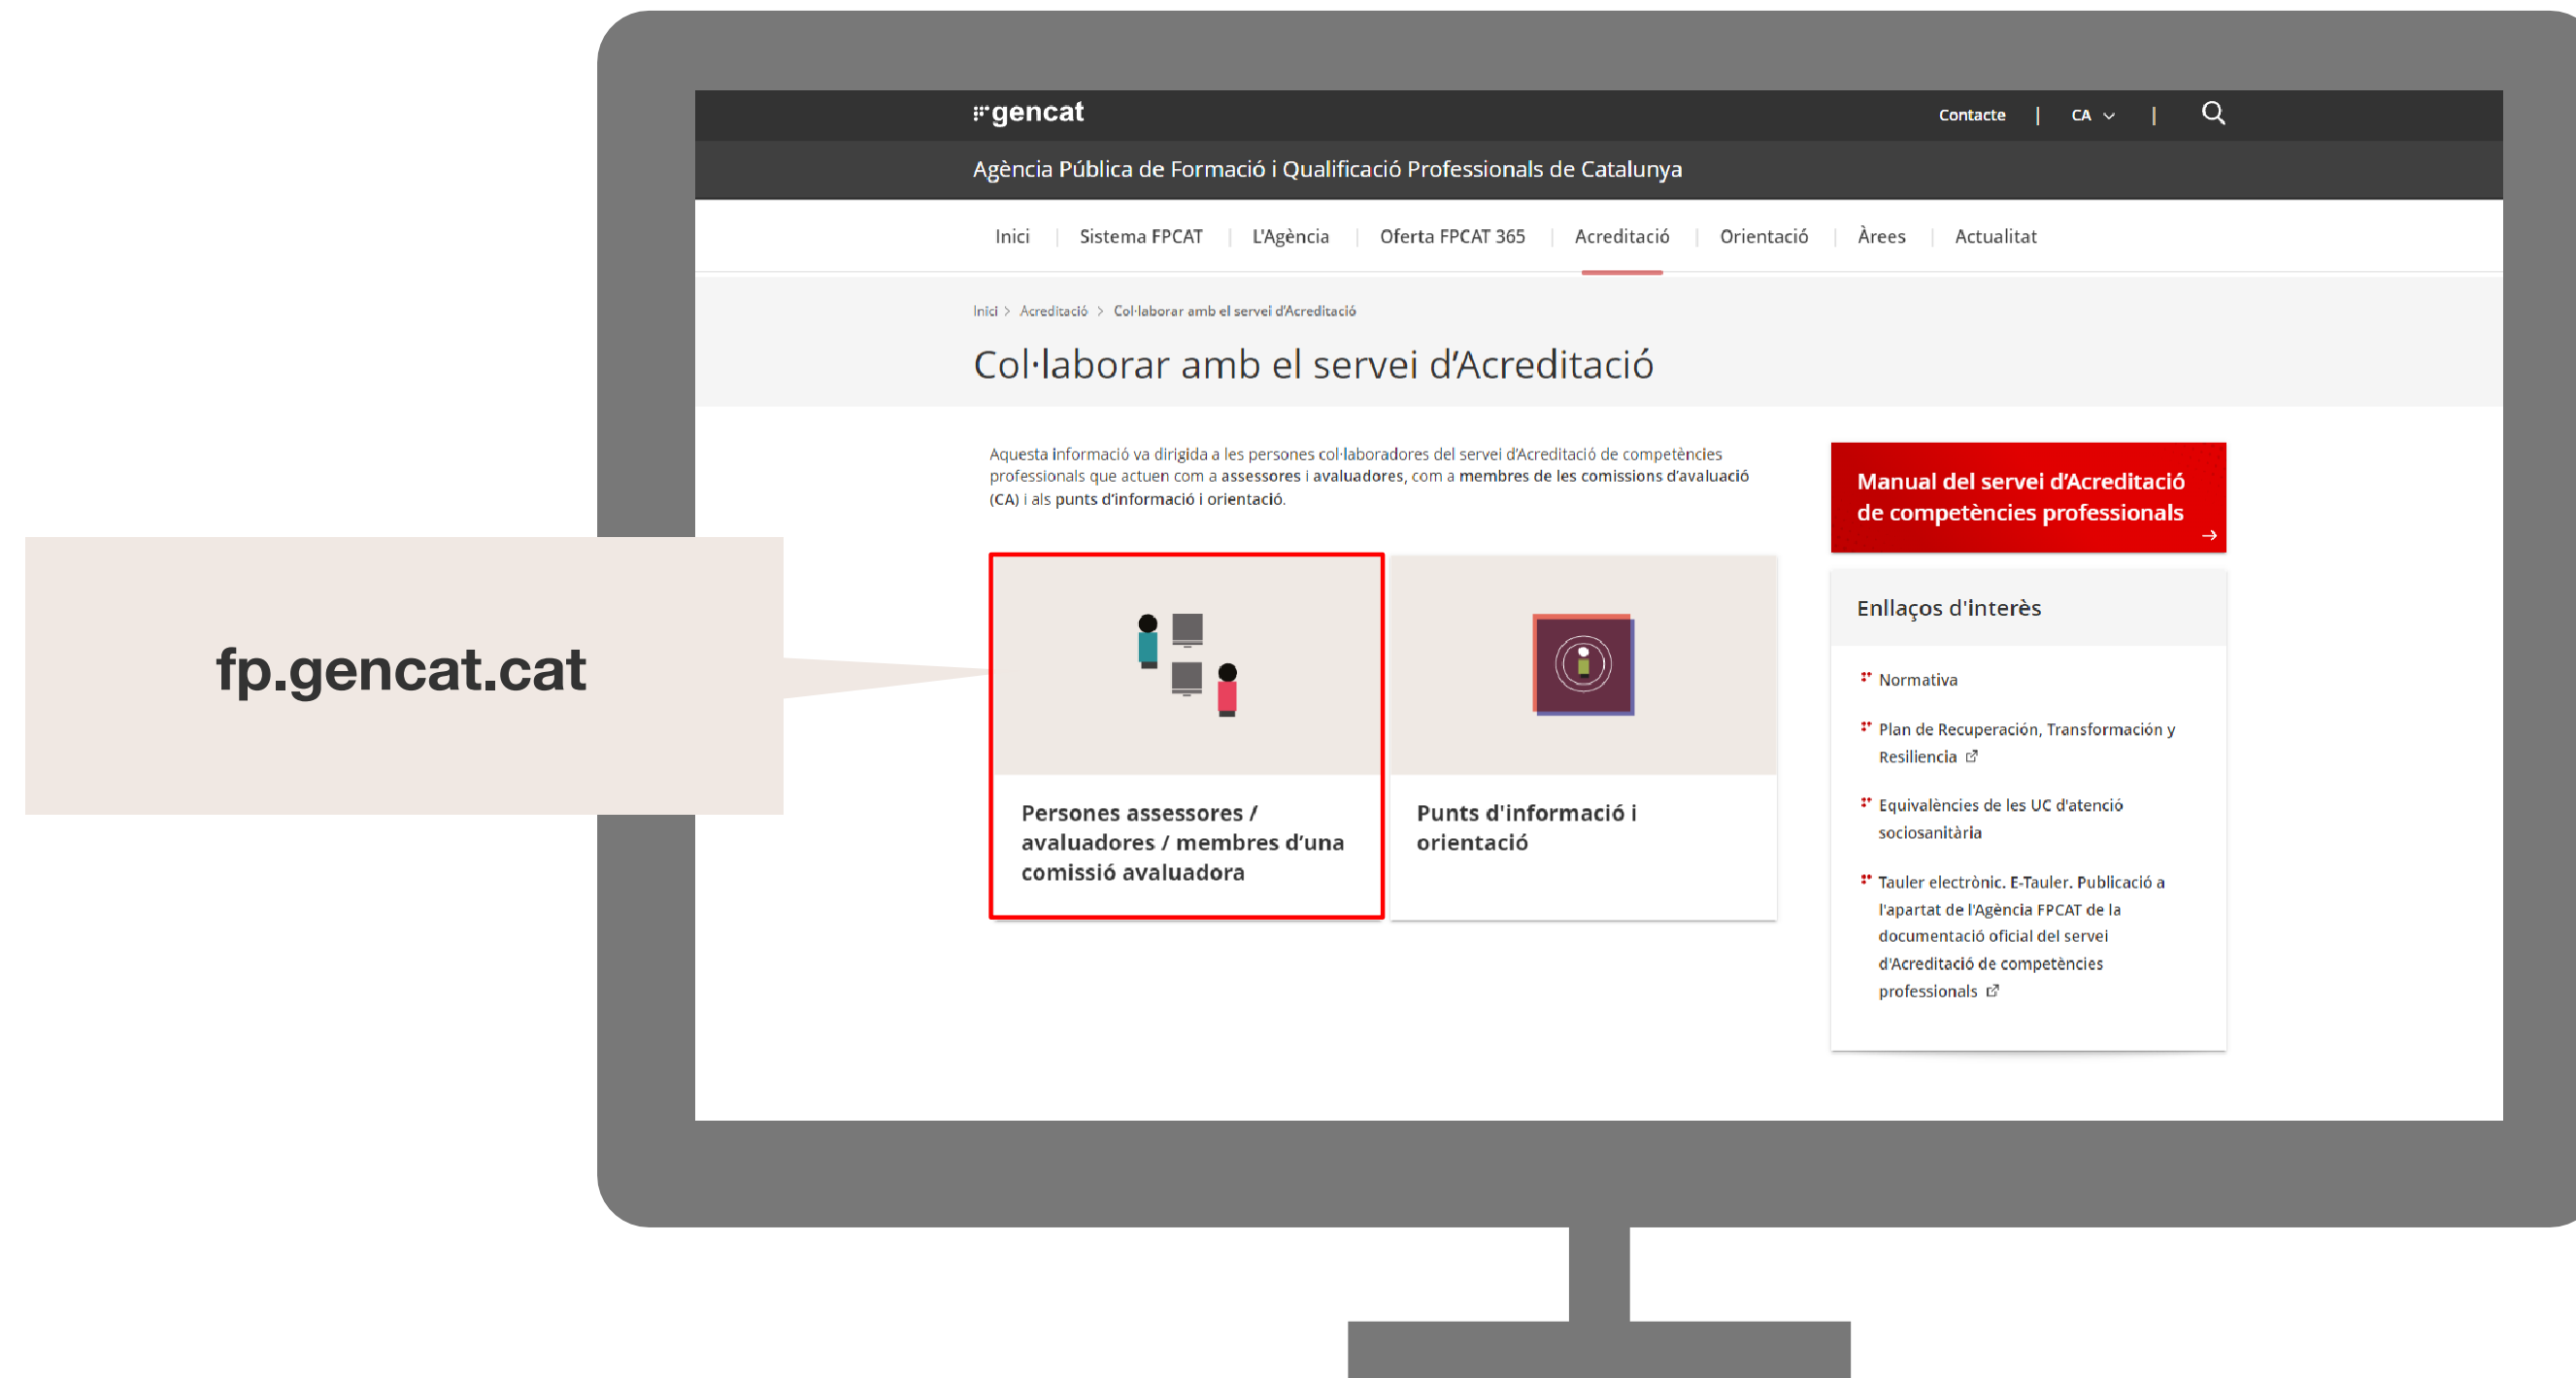 gencat
Contacte | CA |
Agència Pública de Formació i Qualificació Professionals de Catalunya
Inici | Sistema FPCAT | L'Agència | Oferta FPCAT 365 | Acreditació | Orientació | Àrees | Actualitat
Inici > Acreditació > Col·laborar amb el servei d'Acreditació
Col·laborar amb el servei d'Acreditació
Aquesta informació va dirigida a les persones col·laboradores del servei d'Acreditació de competències
professionals que actuen com a assessores i avaluadores, com a membres de les comissions d'avaluació
(CA) i als punts d'informació i orientació.
fp.gencat.cat
Persones assessores /
avaluadores / membres d'una
comissió avaluadora
Punts d'informació i
orientació
Manual del servei d'Acreditació
de competències professionals
Enllaços d'interès
Normativa
Plan de Recuperación, Transformación y
Resiliencia
Equivalències de les UC d'atenció
sociosanitària
Tauler electrònic. E-Tauler. Publicació a
l'apartat de l'Agència FPCAT de la
documentació oficial del servei
d'Acreditació de competències
professionals